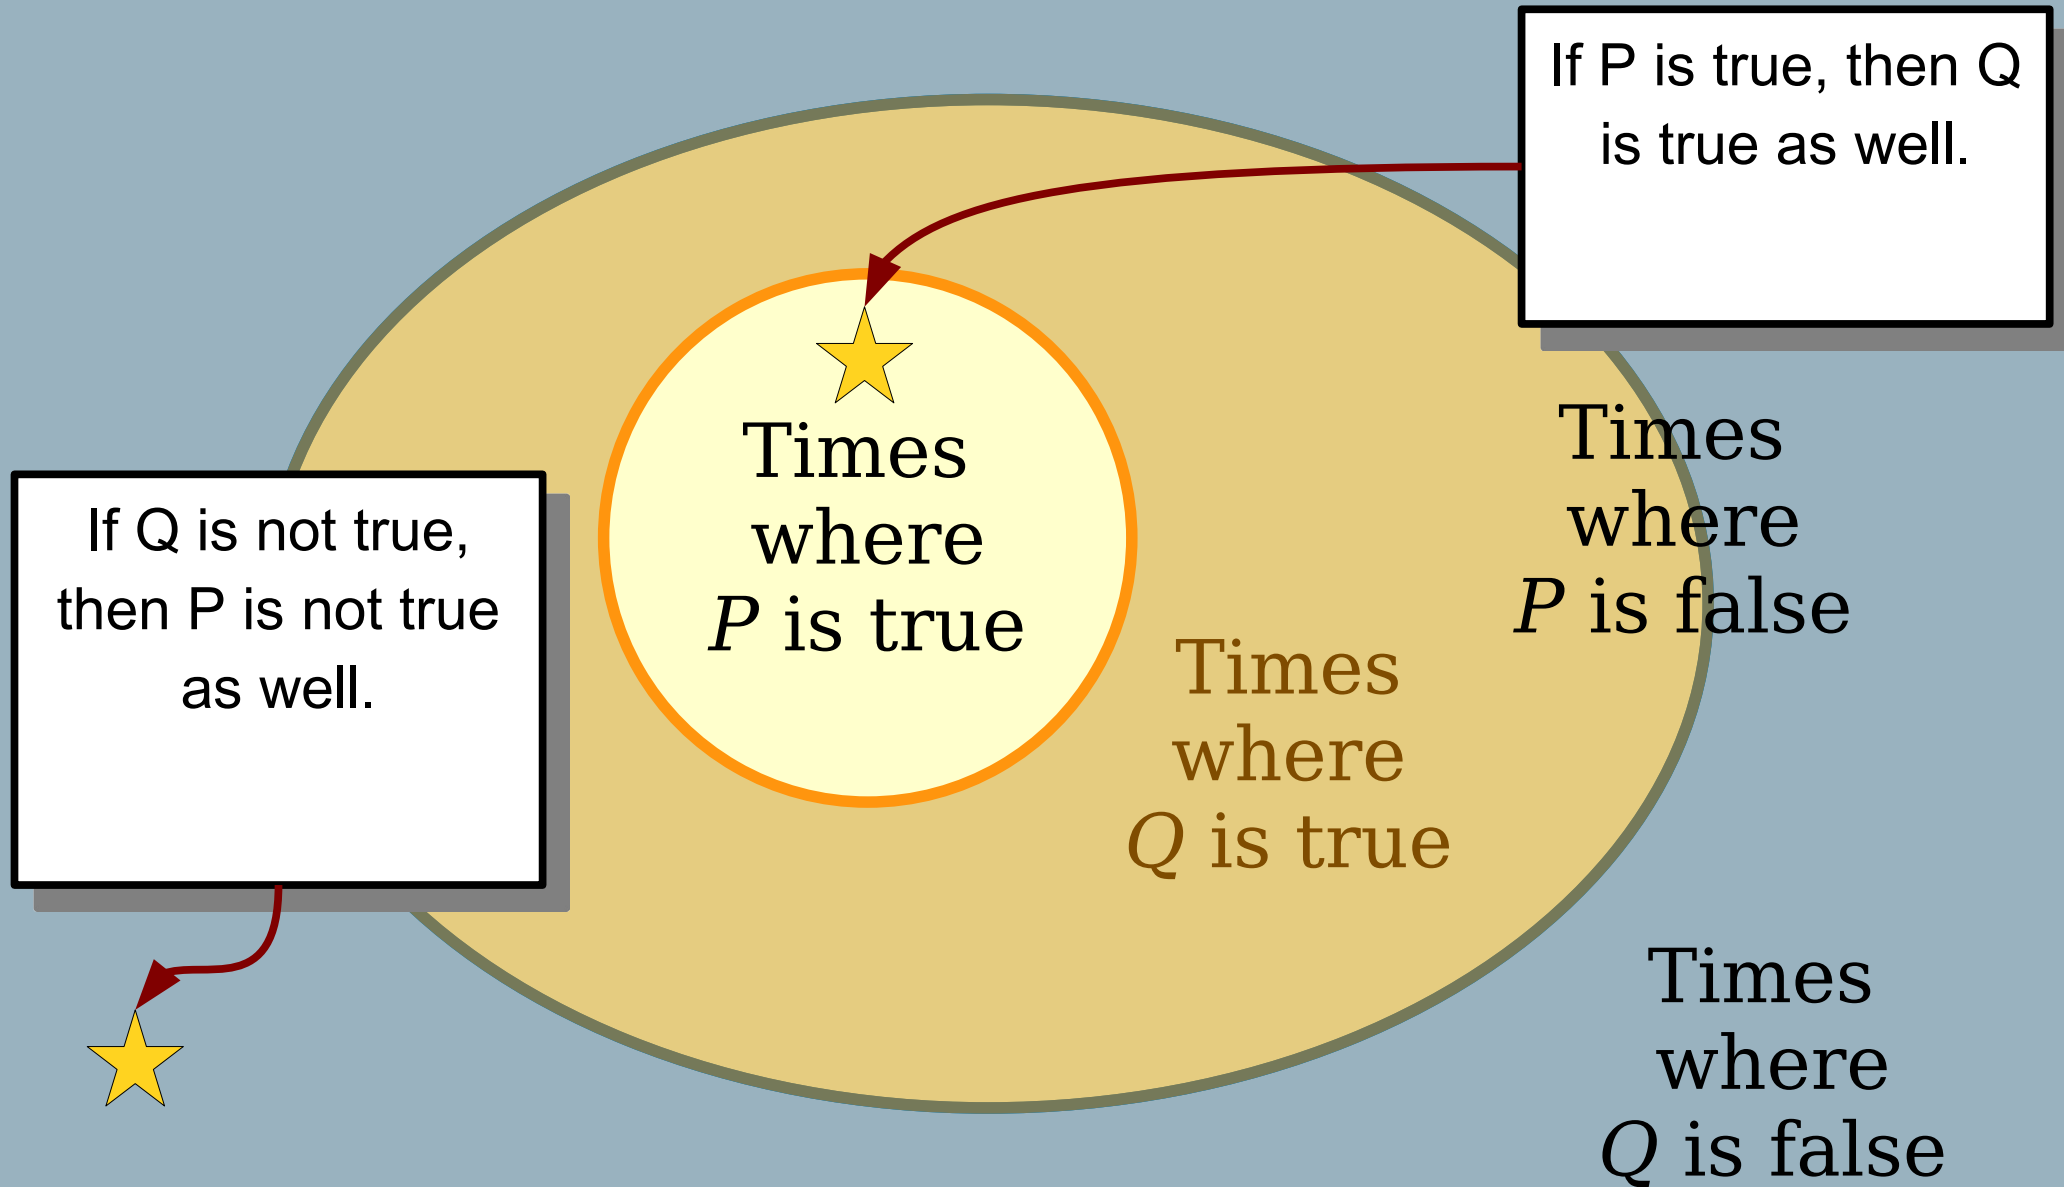 If P is true, then Q
is true as well.
Times
where
P is true
Times
where
P is false
If Q is not true,
then P is not true
as well.
Times
where
Q is true
Times
where
Q is false